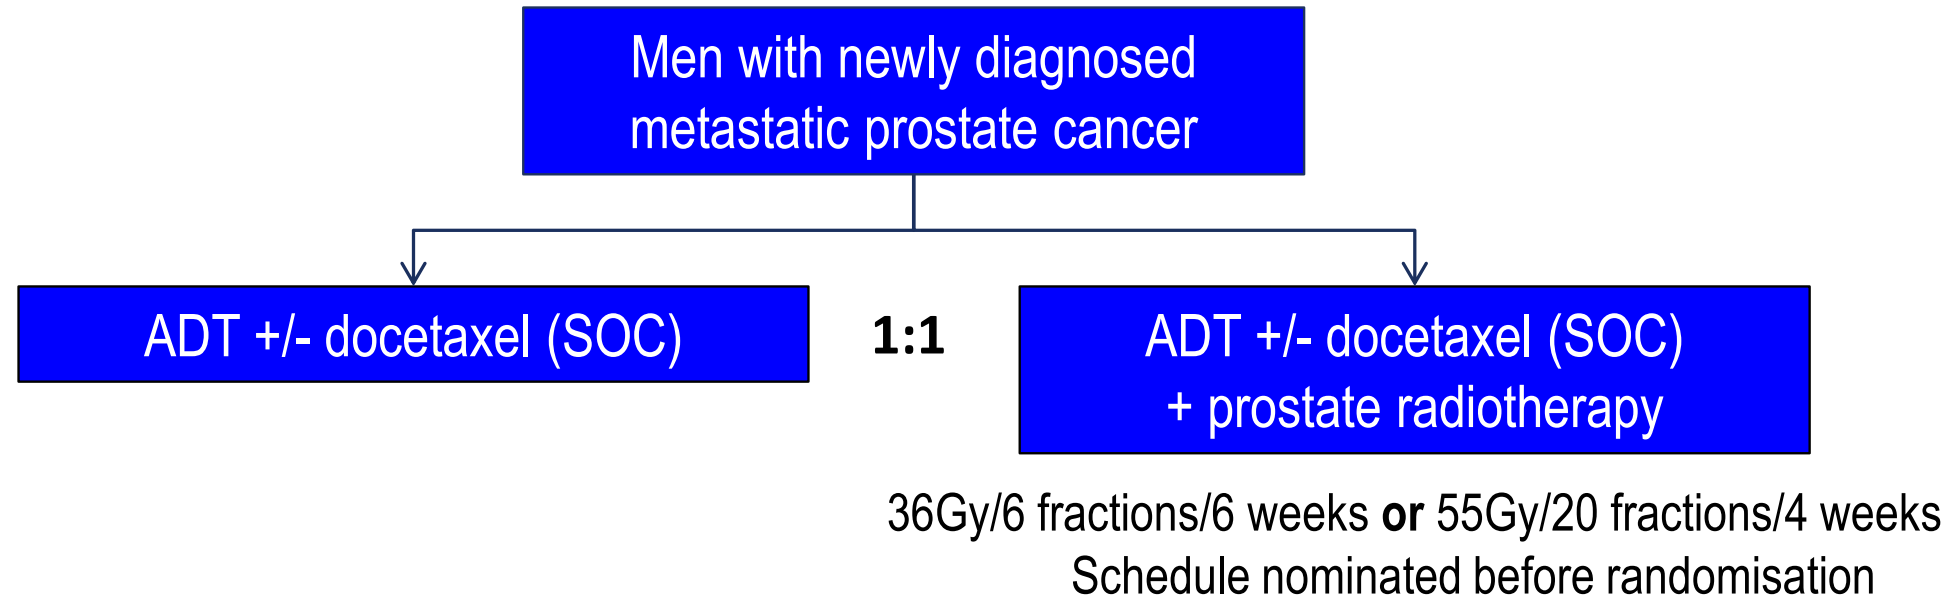 Men with newly diagnosed
metastatic prostate cancer
ADT +/- docetaxel (SOC)
1:1
ADT +/- docetaxel (SOC)
+ prostate radiotherapy
36Gy/6 fractions/6 weeks or 55Gy/20 fractions/4 weeks
Schedule nominated before randomisation